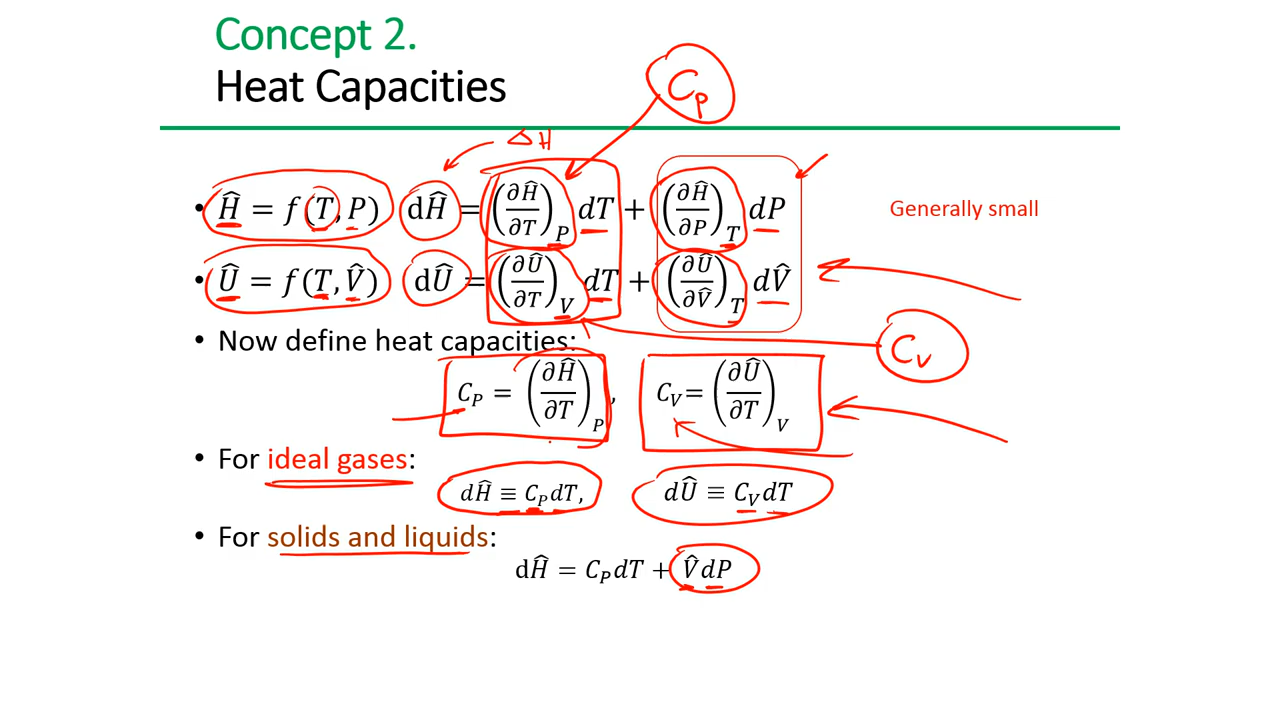 Concept 2.
Heat Capacities
C_P
ΔH
• Ĥ = f(T, P) dĤ = (∂Ĥ/∂T)_P dT + (∂Ĥ/∂P)_T dP
Generally small
• Û = f(T, V̂) dÛ = (∂Û/∂T)_V dT + (∂Û/∂V̂)_T dV̂
• Now define heat capacities:
C_V
C_P = (∂Ĥ/∂T)_P, C_V= (∂Û/∂T)_V
• For ideal gases:
dĤ ≡ C_P dT, dÛ ≡ C_V dT
• For solids and liquids:
dĤ = C_P dT + V̂dP